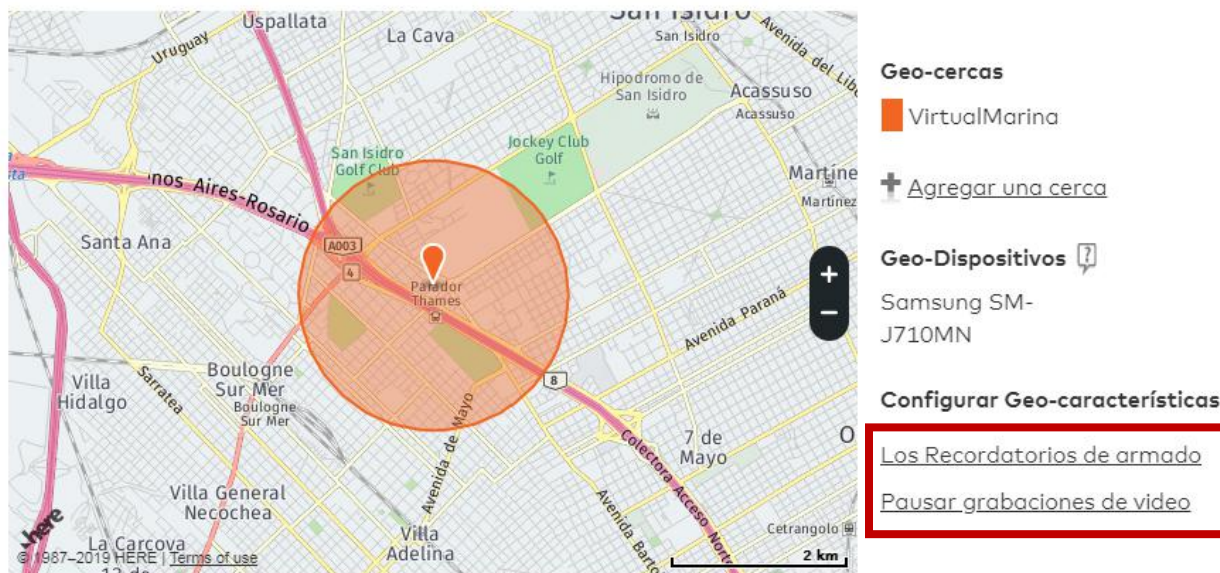 San Isidro
Uspallata
La Cava
San Isidro
Uruguay
Avenida del Libe
Hipodromo de
San Isidro
Acassuso
Acassuso
Jockey Club
Golf
San Isidro
Golf Club
Martíne
Martínez
nos Aires-Rosario
Santa Ana
A003
4
Parador
Thames
Avenida Paraná
Boulogne
Sur Mer
Boulogne
Sur Mer
Villa
Hidalgo
Sarratea
8
Avenida de Mayo
Colectora Acceso Norte
7 de
Mayo
O
Villa General
Necochea
Avenida Barto
Villa
Adelina
Cetrangolo
La Carcova
here
© 1987–2019 HERE | Terms of use
2 km
+
−
Geo-cercas
VirtualMarina
Agregar una cerca
Geo-Dispositivos ?
Samsung SM-
J710MN
Configurar Geo-características
Los Recordatorios de armado
Pausar grabaciones de video